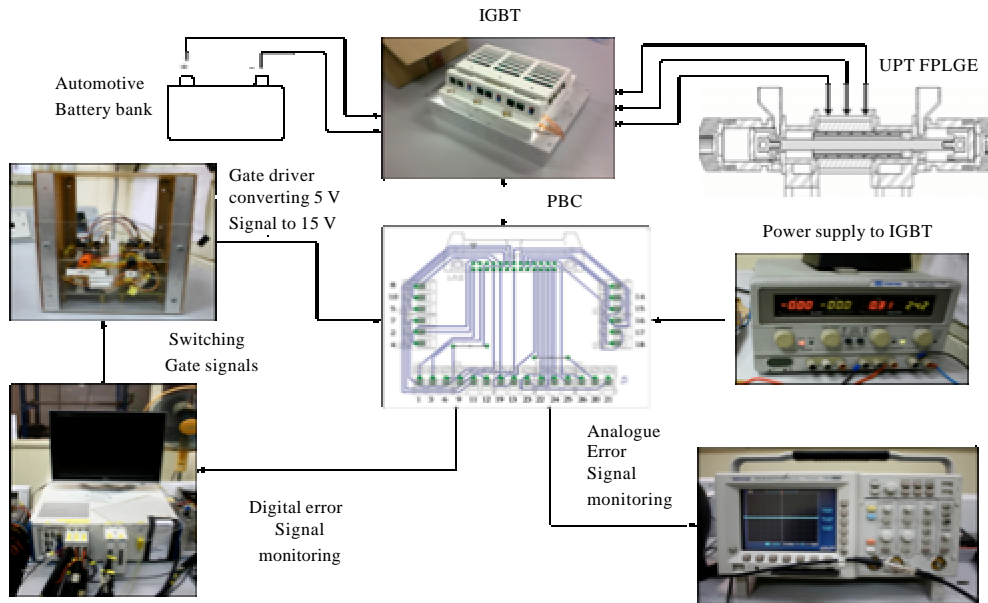 IGBT
UPT FPLGE
Automotive
Battery bank
Gate driver
converting 5 V
Signal to 15 V
PBC
Power supply to IGBT
Switching
Gate signals
Analogue
Error
Signal
monitoring
Digital error
Signal
monitoring